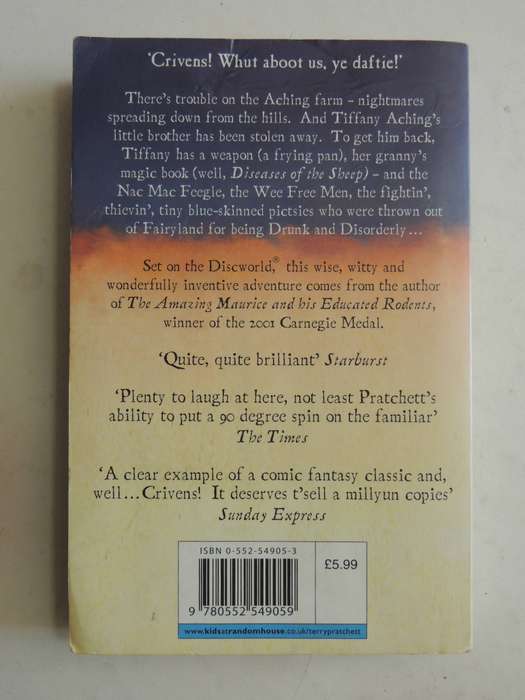 'Crivens! Whut aboot us, ye daftie!'
There's trouble on the Aching farm – nightmares
spreading down from the hills. And Tiffany Aching's
little brother has been stolen away. To get him back,
Tiffany has a weapon (a frying pan), her granny's
magic book (well, Diseases of the Sheep) – and the
Nac Mac Feegle, the Wee Free Men, the fightin',
thievin', tiny blue-skinned pictsies who were thrown out
of Fairyland for being Drunk and Disorderly...
Set on the Discworld,® this wise, witty and
wonderfully inventive adventure comes from the author
of The Amazing Maurice and his Educated Rodents,
winner of the 2001 Carnegie Medal.
'Quite, quite brilliant' Starburst
'Plenty to laugh at here, not least Pratchett's
ability to put a 90 degree spin on the familiar'
The Times
'A clear example of a comic fantasy classic and,
well...Crivens! It deserves t'sell a millyun copies'
Sunday Express
ISBN 0-552-54905-3
£5.99
9 780552 549059
www.kidsatrandomhouse.co.uk/terrypratchett